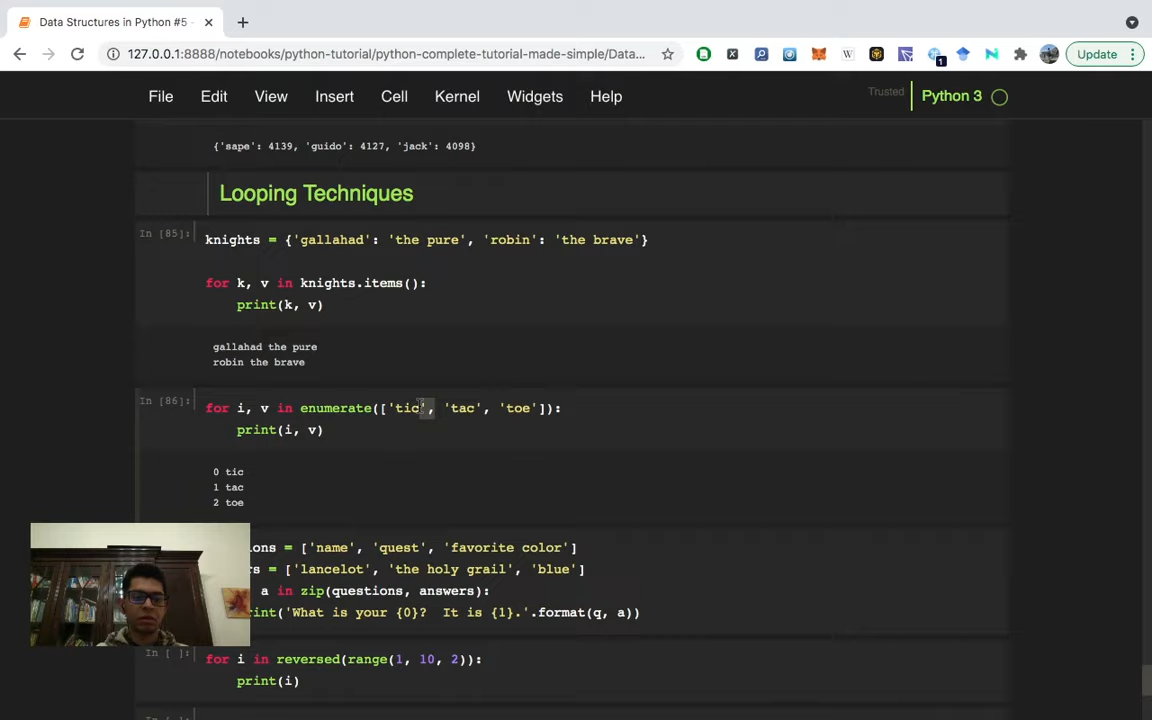 Data Structures in Python #5 -
127.0.0.1:8888/notebooks/python-tutorial/python-complete-tutorial-made-simple/Data...
Update
File Edit View Insert Cell Kernel Widgets Help
Trusted
Python 3
{'sape': 4139, 'guido': 4127, 'jack': 4098}
Looping Techniques
In [85]:
knights = {'gallahad': 'the pure', 'robin': 'the brave'}
for k, v in knights.items():
print(k, v)
gallahad the pure
robin the brave
In [86]:
for i, v in enumerate(['tic', 'tac', 'toe']):
print(i, v)
0 tic
1 tac
2 toe
ions = ['name', 'quest', 'favorite color']
rs = ['lancelot', 'the holy grail', 'blue']
a in zip(questions, answers):
rint('What is your {0}?  It is {1}.'.format(q, a))
In [ ]:
for i in reversed(range(1, 10, 2)):
print(i)